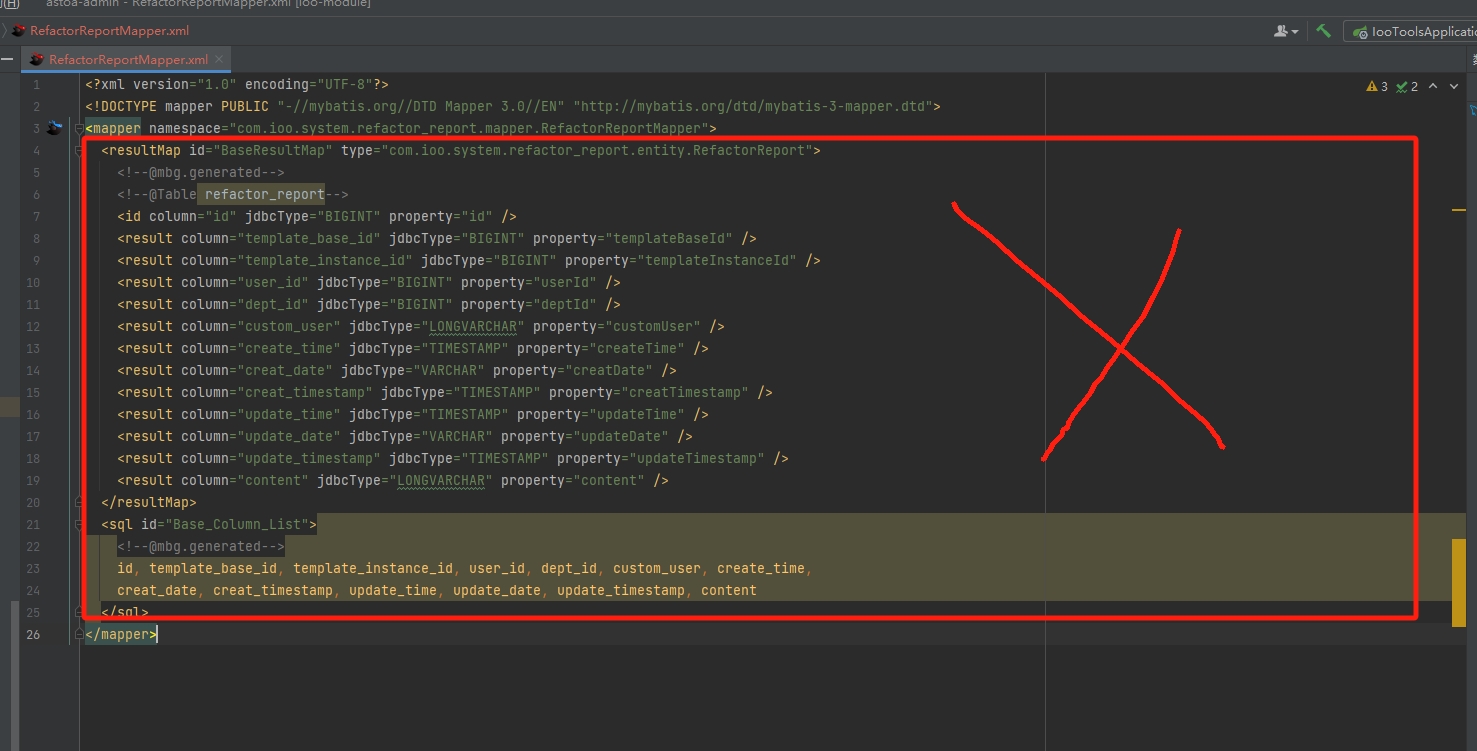 astoa-admin - RefactorReportMapper.xml [ioo-module]
RefactorReportMapper.xml
IooToolsApplicatio
RefactorReportMapper.xml ×
3 2
1 <?xml version="1.0" encoding="UTF-8"?>
2 <!DOCTYPE mapper PUBLIC "-//mybatis.org//DTD Mapper 3.0//EN" "http://mybatis.org/dtd/mybatis-3-mapper.dtd">
3 <mapper namespace="com.ioo.system.refactor_report.mapper.RefactorReportMapper">
4 <resultMap id="BaseResultMap" type="com.ioo.system.refactor_report.entity.RefactorReport">
5 <!--@mbg.generated-->
6 <!--@Table refactor_report-->
7 <id column="id" jdbcType="BIGINT" property="id" />
8 <result column="template_base_id" jdbcType="BIGINT" property="templateBaseId" />
9 <result column="template_instance_id" jdbcType="BIGINT" property="templateInstanceId" />
10 <result column="user_id" jdbcType="BIGINT" property="userId" />
11 <result column="dept_id" jdbcType="BIGINT" property="deptId" />
12 <result column="custom_user" jdbcType="LONGVARCHAR" property="customUser" />
13 <result column="create_time" jdbcType="TIMESTAMP" property="createTime" />
14 <result column="creat_date" jdbcType="VARCHAR" property="creatDate" />
15 <result column="creat_timestamp" jdbcType="TIMESTAMP" property="creatTimestamp" />
16 <result column="update_time" jdbcType="TIMESTAMP" property="updateTime" />
17 <result column="update_date" jdbcType="VARCHAR" property="updateDate" />
18 <result column="update_timestamp" jdbcType="TIMESTAMP" property="updateTimestamp" />
19 <result column="content" jdbcType="LONGVARCHAR" property="content" />
20 </resultMap>
21 <sql id="Base_Column_List">
22 <!--@mbg.generated-->
23 id, template_base_id, template_instance_id, user_id, dept_id, custom_user, create_time,
24 creat_date, creat_timestamp, update_time, update_date, update_timestamp, content
25 </sql>
26 </mapper>